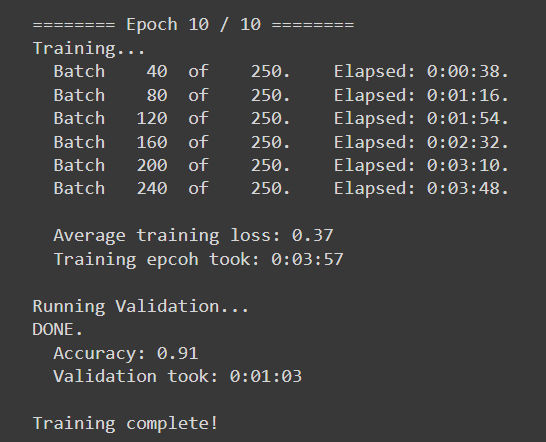 ======== Epoch 10 / 10 ========
Training...
Batch 40 of 250. Elapsed: 0:00:38.
Batch 80 of 250. Elapsed: 0:01:16.
Batch 120 of 250. Elapsed: 0:01:54.
Batch 160 of 250. Elapsed: 0:02:32.
Batch 200 of 250. Elapsed: 0:03:10.
Batch 240 of 250. Elapsed: 0:03:48.
Average training loss: 0.37
Training epcoh took: 0:03:57
Running Validation...
DONE.
Accuracy: 0.91
Validation took: 0:01:03
Training complete!